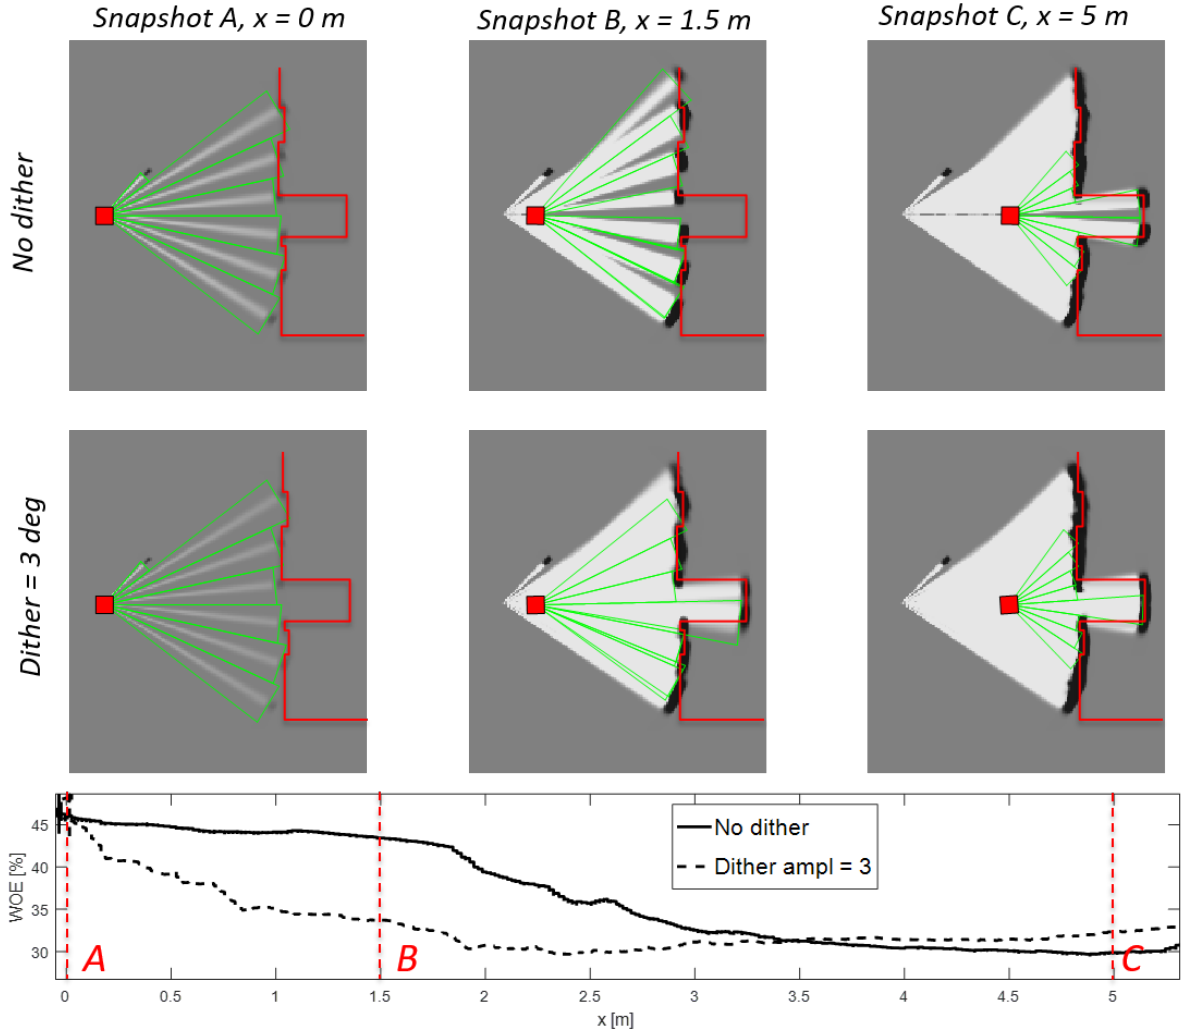 Snapshot A, x = 0 m
Snapshot B, x = 1.5 m
Snapshot C, x = 5 m
No dither
Dither = 3 deg
WOE [%]
45
40
35
30
No dither
Dither ampl = 3
A
B
C
0
0.5
1
1.5
2
2.5
3
3.5
4
4.5
5
x [m]